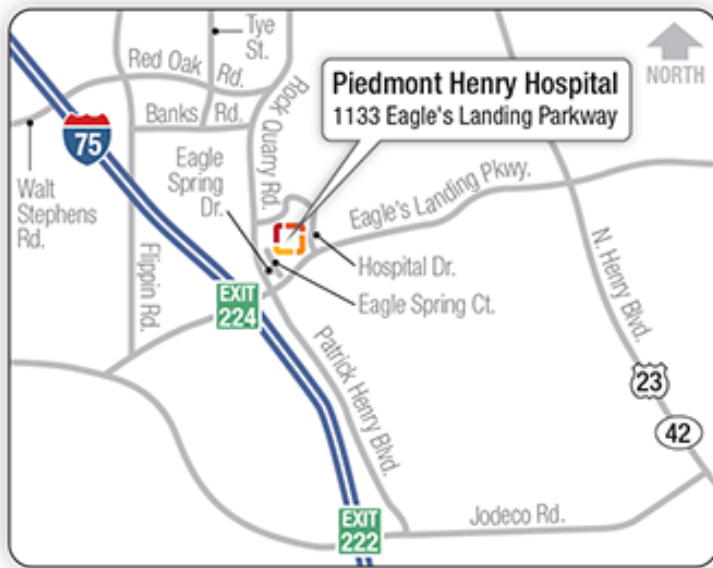 Tye
St.
Red Oak Rd.
NORTH
Piedmont Henry Hospital
1133 Eagle's Landing Parkway
Rock Quarry Rd.
Banks Rd.
75
Eagle
Spring
Dr.
Walt
Stephens
Rd.
Eagle's Landing Pkwy.
Flippin Rd.
Hospital Dr.
Eagle Spring Ct.
N. Henry Blvd.
EXIT
224
Patrick Henry Blvd.
23
42
Jodeco Rd.
EXIT
222